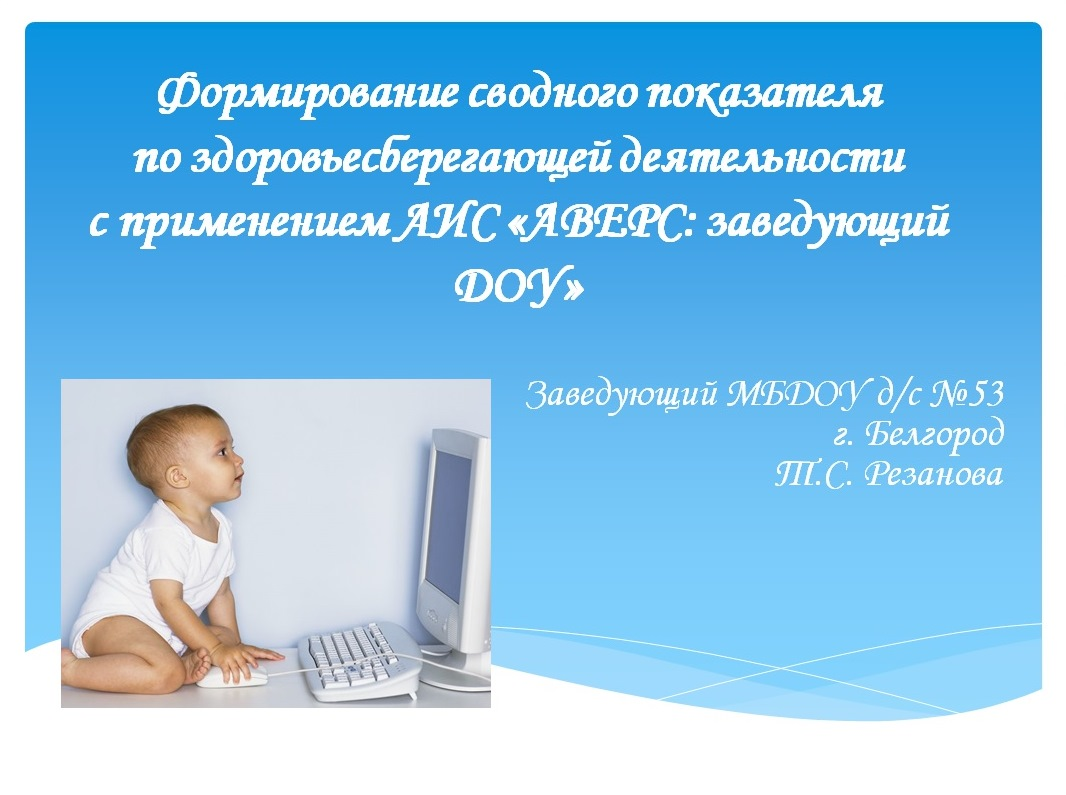 Формирование сводного показателя
по здоровьесберегающей деятельности
с применением АИС «АВЕРС: заведующий
ДОУ»
Заведующий МБДОУ д/с №53
г. Белгород
Т.С. Резанова